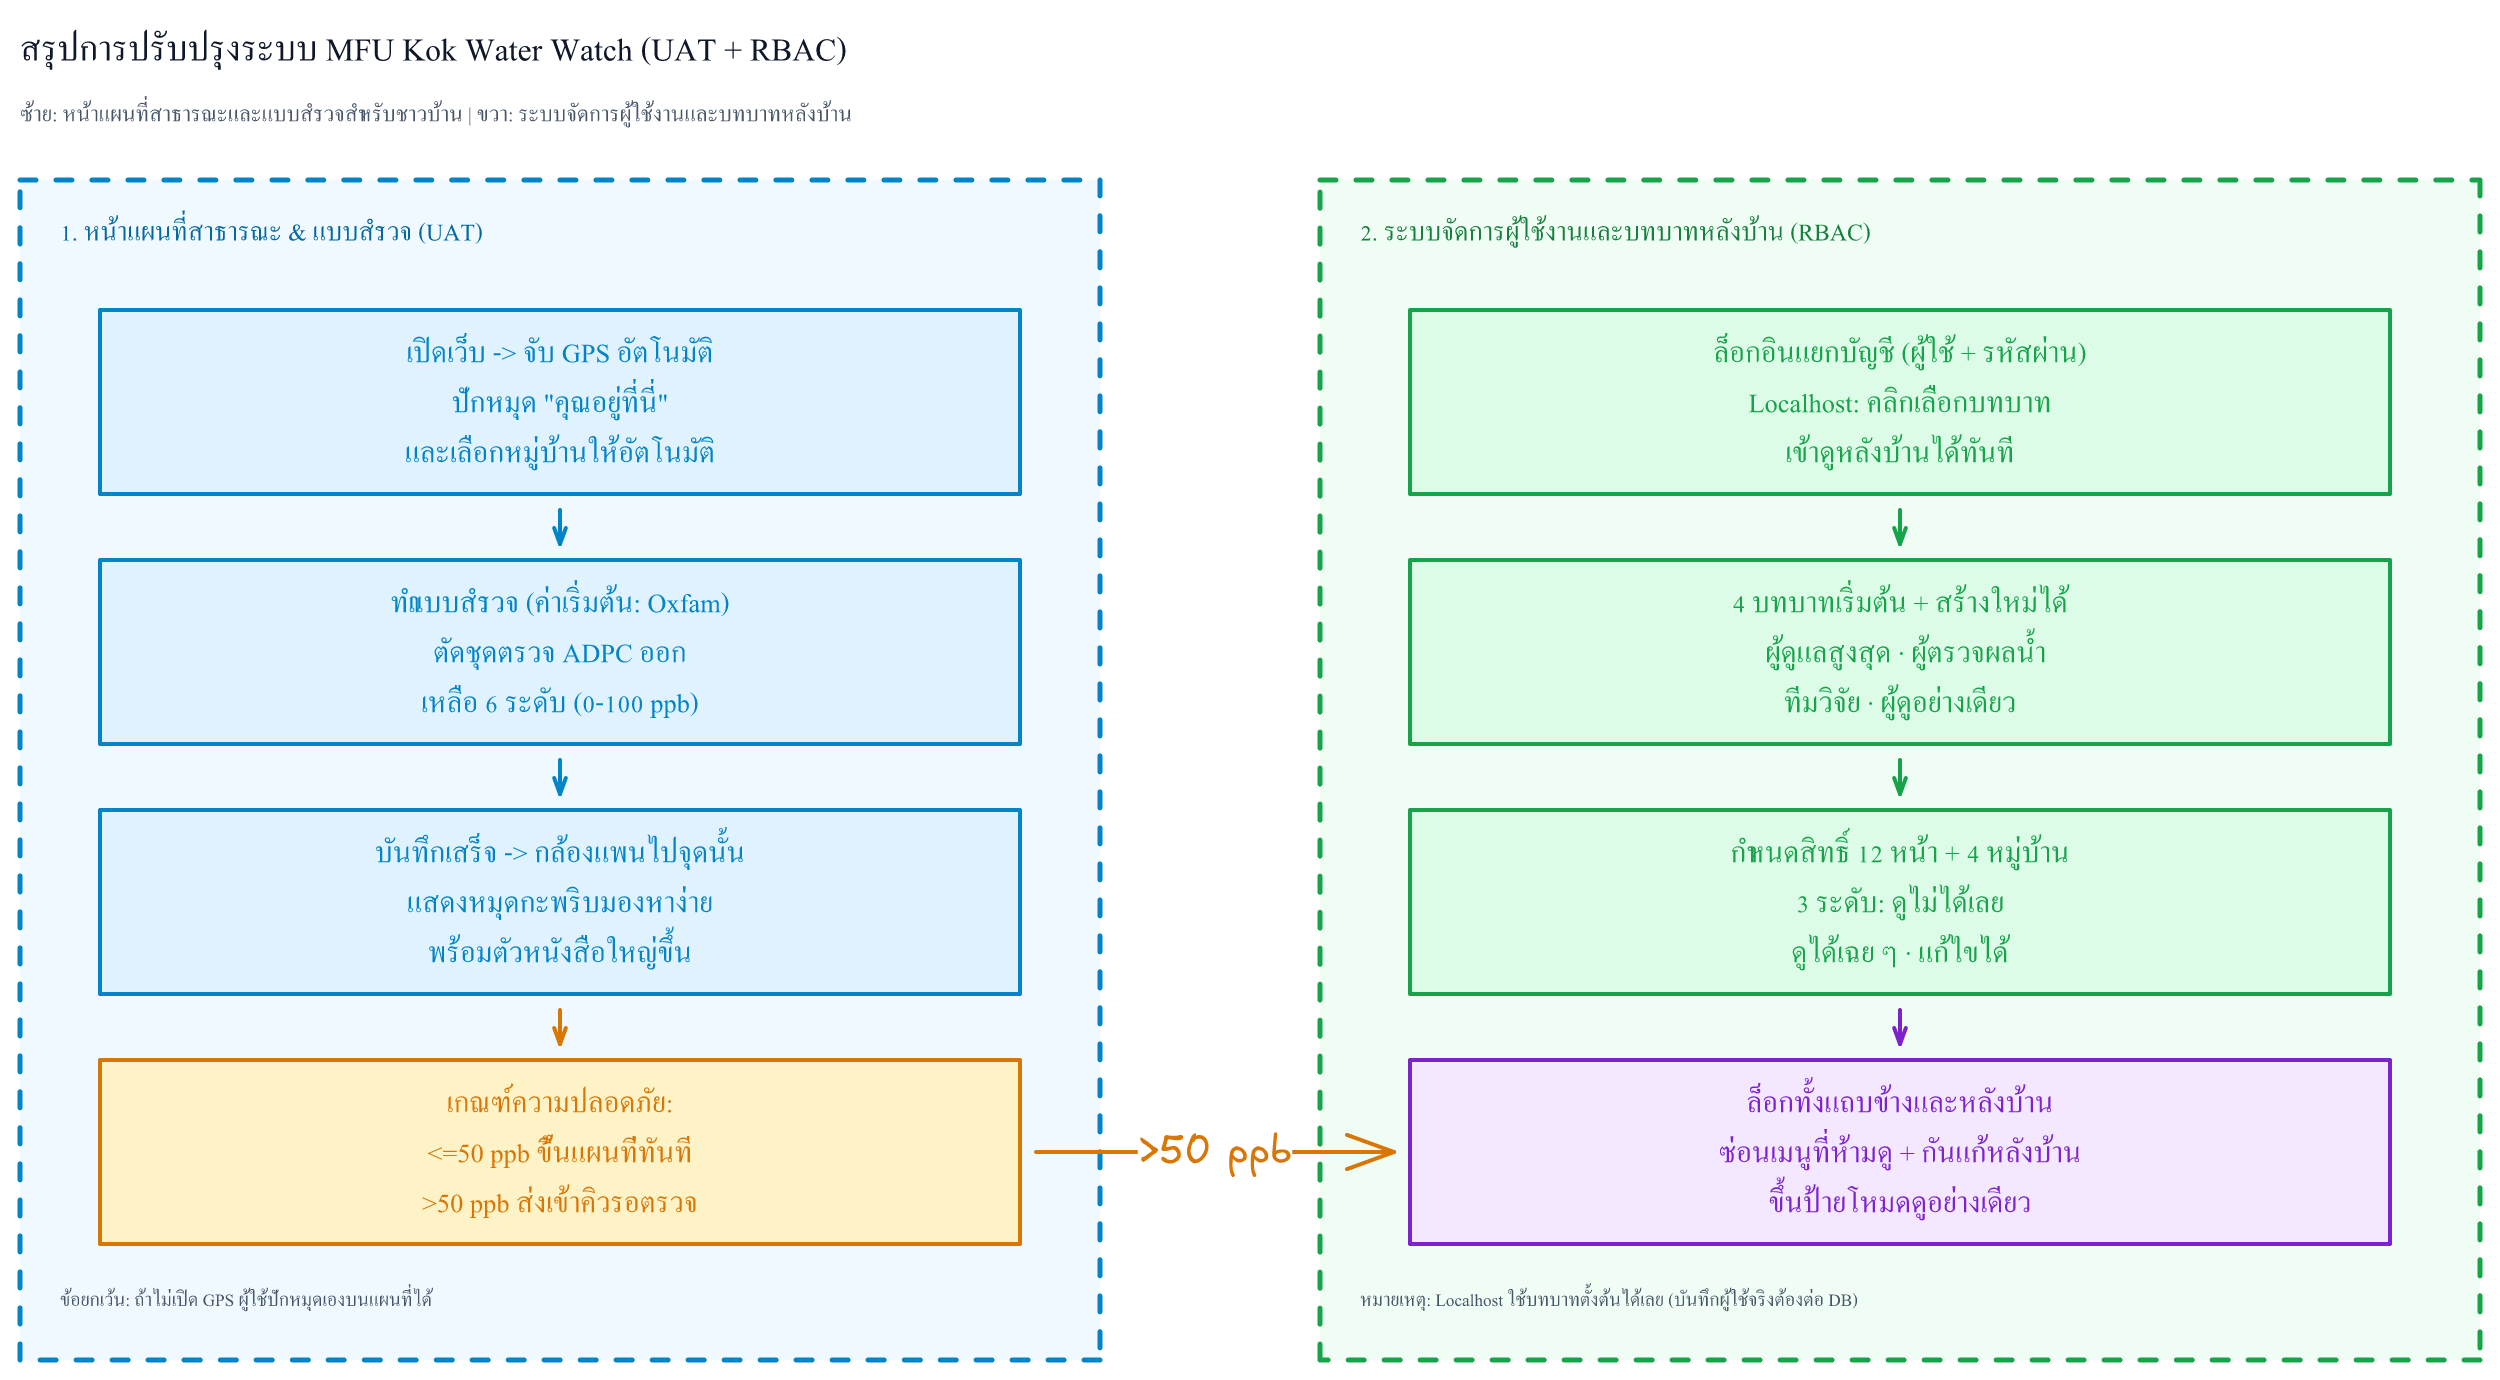 สรุปการปรับปรุงระบบ MFU Kok Water Watch (UAT + RBAC)
ซ้าย: หน้าแผนที่สาธารณะและแบบสำรวจสำหรับชาวบ้าน | ขวา: ระบบจัดการผู้ใช้งานและบทบาทหลังบ้าน
1. หน้าแผนที่สาธารณะ & แบบสำรวจ (UAT)
เปิดเว็บ -> จับ GPS อัตโนมัติ
ปักหมุด "คุณอยู่ที่นี่"
และเลือกหมู่บ้านให้อัตโนมัติ
ทำแบบสำรวจ (ค่าเริ่มต้น: Oxfam)
ตัดชุดตรวจ ADPC ออก
เหลือ 6 ระดับ (0-100 ppb)
บันทึกเสร็จ -> กล้องแพนไปจุดนั้น
แสดงหมุดกะพริบมองหาง่าย
พร้อมตัวหนังสือใหญ่ขึ้น
เกณฑ์ความปลอดภัย:
<=50 ppb ขึ้นแผนที่ทันที
>50 ppb ส่งเข้าคิวรอตรวจ
ข้อยกเว้น: ถ้าไม่เปิด GPS ผู้ใช้ปักหมุดเองบนแผนที่ได้
>50 ppb
2. ระบบจัดการผู้ใช้งานและบทบาทหลังบ้าน (RBAC)
ล็อกอินแยกบัญชี (ผู้ใช้ + รหัสผ่าน)
Localhost: คลิกเลือกบทบาท
เข้าดูหลังบ้านได้ทันที
4 บทบาทเริ่มต้น + สร้างใหม่ได้
ผู้ดูแลสูงสุด · ผู้ตรวจผลน้ำ
ทีมวิจัย · ผู้ดูอย่างเดียว
กำหนดสิทธิ์ 12 หน้า + 4 หมู่บ้าน
3 ระดับ: ดูไม่ได้เลย
ดูได้เฉย ๆ · แก้ไขได้
ล็อกทั้งแถบข้างและหลังบ้าน
ซ่อนเมนูที่ห้ามดู + กันแก้หลังบ้าน
ขึ้นป้ายโหมดดูอย่างเดียว
หมายเหตุ: Localhost ใช้บทบาทตั้งต้นได้เลย (บันทึกผู้ใช้จริงต้องต่อ DB)